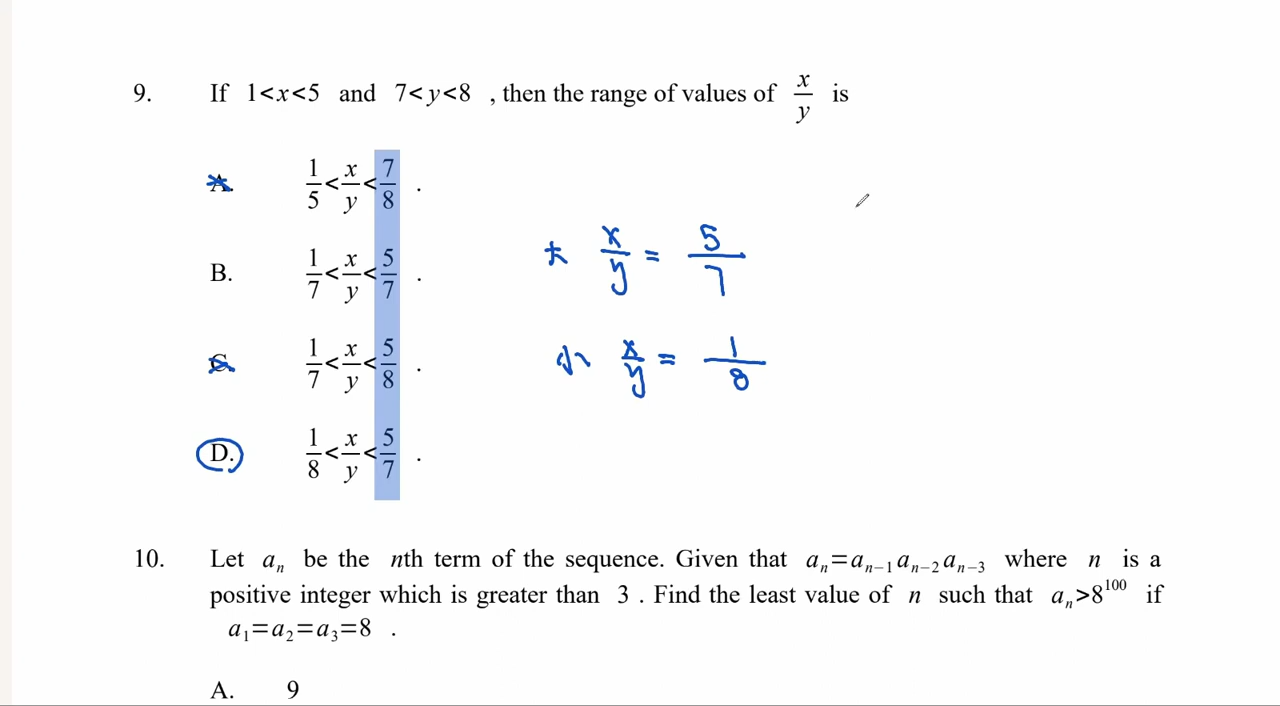 9. If 1<x<5 and 7<y<8 , then the range of values of x/y is
A. 1/5<x/y<7/8 .
B. 1/7<x/y<5/7 .
C. 1/7<x/y<5/8 .
D. 1/8<x/y<5/7 .
大 x/y = 5/7
小 x/y = 1/8
10. Let aₙ be the nth term of the sequence. Given that aₙ=aₙ₋₁aₙ₋₂aₙ₋₃ where n is a
positive integer which is greater than 3 . Find the least value of n such that aₙ>8¹⁰⁰ if
a₁=a₂=a₃=8 .
A. 9